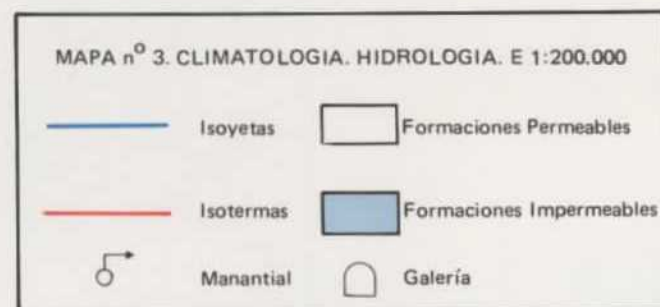 MAPA nº 3. CLIMATOLOGIA. HIDROLOGIA. E 1:200.000
Isoyetas Formaciones Permeables
Isotermas Formaciones Impermeables
Manantial Galería